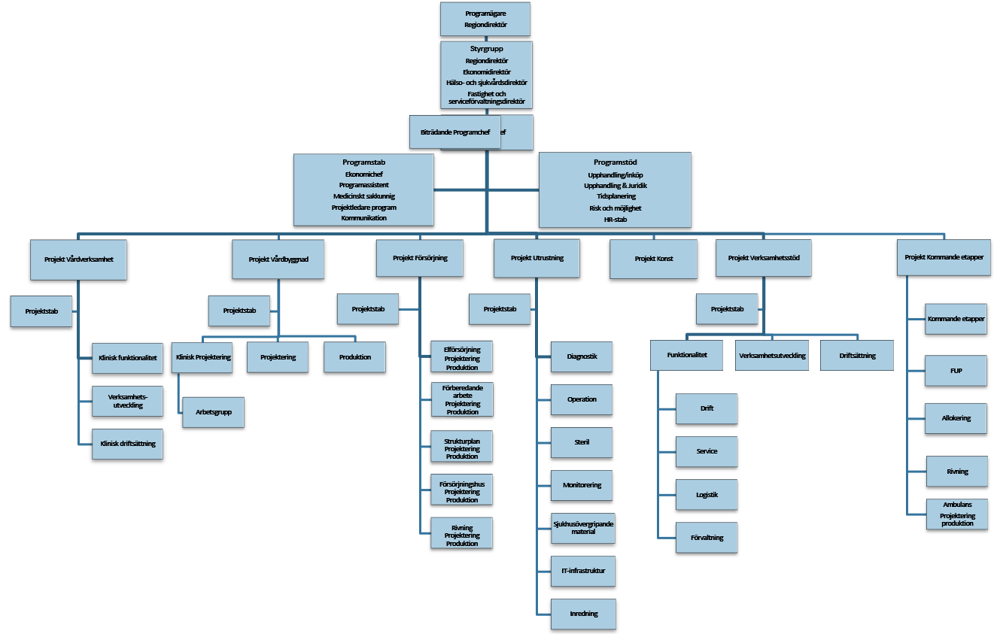 Programägare
Regiondirektör
Styrgrupp
Regiondirektör
Ekonomidirektör
Hälso- och sjukvårdsdirektör
Fastighet och
serviceförvaltningsdirektör
Biträdande Programchef
ef
Programstab
Ekonomichef
Programassistent
Medicinskt sakkunnig
Projektledare program
Kommunikation
Programstöd
Upphandling/inköp
Upphandling & Juridik
Tidsplanering
Risk och möjlighet
HR-stab
Projekt Vårdverksamhet
Projekt Vårdbyggnad
Projekt Försörjning
Projekt Utrustning
Projekt Konst
Projekt Verksamhetsstöd
Projekt Kommande etapper
Projektstab
Projektstab
Projektstab
Projektstab
Projektstab
Klinisk funktionalitet
Verksamhets-
utveckling
Klinisk driftsättning
Klinisk Projektering
Projektering
Produktion
Arbetsgrupp
Elförsörjning
Projektering
Produktion
Förberedande
arbete
Projektering
Produktion
Strukturplan
Projektering
Produktion
Försörjningshus
Projektering
Produktion
Rivning
Projektering
Produktion
Diagnostik
Operation
Steril
Monitorering
Sjukhusövergripande
material
IT-infrastruktur
Inredning
Funktionalitet
Verksamhetsutveckling
Driftsättning
Drift
Service
Logistik
Förvaltning
Kommande etapper
FUP
Allokering
Rivning
Ambulans
Projektering
produktion